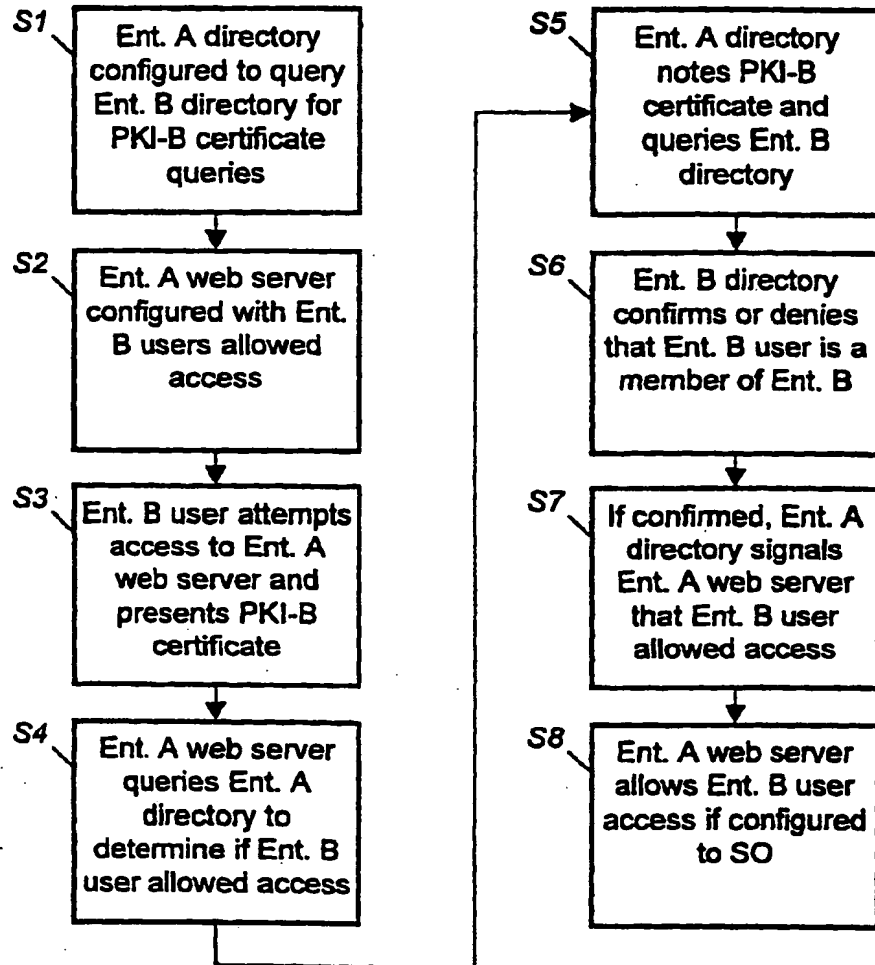 S1
Ent. A directory
configured to query
Ent. B directory for
PKI-B certificate
queries
S2
Ent. A web server
configured with Ent.
B users allowed
access
S3
Ent. B user attempts
access to Ent. A
web server and
presents PKI-B
certificate
S4
Ent. A web server
queries Ent. A
directory to
determine if Ent. B
user allowed access
S5
Ent. A directory
notes PKI-B
certificate and
queries Ent. B
directory
S6
Ent. B directory
confirms or denies
that Ent. B user is a
member of Ent. B
S7
If confirmed, Ent. A
directory signals
Ent. A web server
that Ent. B user
allowed access
S8
Ent. A web server
allows Ent. B user
access if configured
to SO